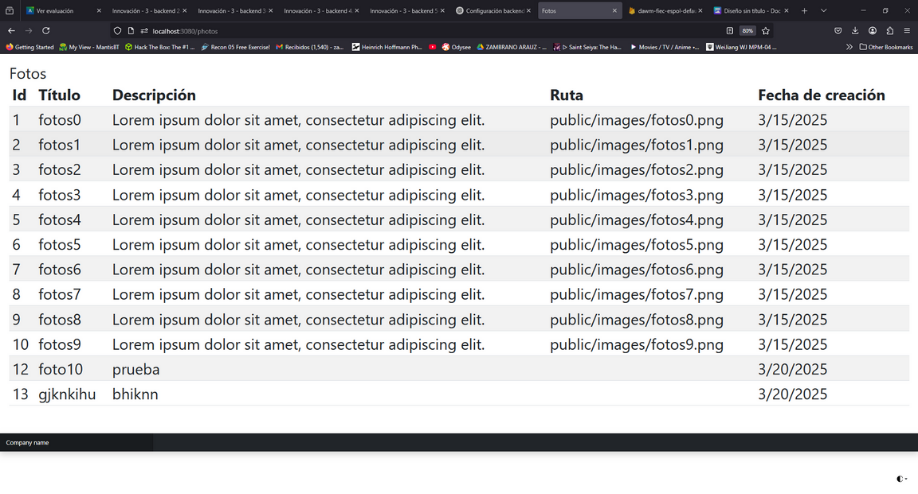 Ver evaluación
Innovación - 3 - backend 2
Innovación - 3 - backend 3
Innovación - 3 - backend 4
Innovación - 3 - backend 5
Configuración backend
Fotos
dawm-fiec-espol-defa
Diseño sin título - Doc
localhost:3080/photos
80%
Getting Started
My View - MantisBT
Hack The Box: The #1 ...
Recon 05 Free Exercise!
Recibidos (1,540) - za...
Heinrich Hoffmann Ph...
Odysee
ZAMBRANO ARAUZ - ...
▷ Saint Seiya: The Ha...
Movies / TV / Anime •...
WeiJiang WJ MPM-04 ...
Other Bookmarks
Fotos
Id Título Descripción Ruta Fecha de creación
1 fotos0 Lorem ipsum dolor sit amet, consectetur adipiscing elit. public/images/fotos0.png 3/15/2025
2 fotos1 Lorem ipsum dolor sit amet, consectetur adipiscing elit. public/images/fotos1.png 3/15/2025
3 fotos2 Lorem ipsum dolor sit amet, consectetur adipiscing elit. public/images/fotos2.png 3/15/2025
4 fotos3 Lorem ipsum dolor sit amet, consectetur adipiscing elit. public/images/fotos3.png 3/15/2025
5 fotos4 Lorem ipsum dolor sit amet, consectetur adipiscing elit. public/images/fotos4.png 3/15/2025
6 fotos5 Lorem ipsum dolor sit amet, consectetur adipiscing elit. public/images/fotos5.png 3/15/2025
7 fotos6 Lorem ipsum dolor sit amet, consectetur adipiscing elit. public/images/fotos6.png 3/15/2025
8 fotos7 Lorem ipsum dolor sit amet, consectetur adipiscing elit. public/images/fotos7.png 3/15/2025
9 fotos8 Lorem ipsum dolor sit amet, consectetur adipiscing elit. public/images/fotos8.png 3/15/2025
10 fotos9 Lorem ipsum dolor sit amet, consectetur adipiscing elit. public/images/fotos9.png 3/15/2025
12 foto10 prueba 3/20/2025
13 gjknkihu bhiknn 3/20/2025
Company name